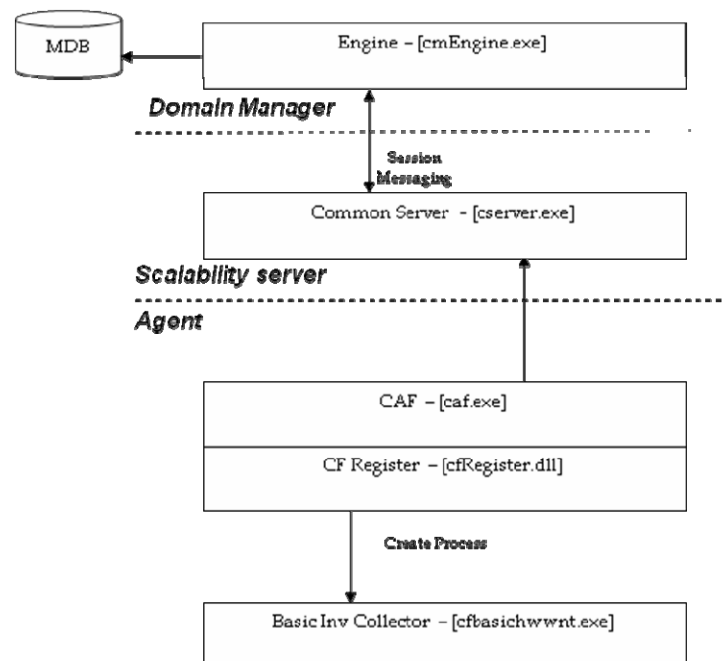 MDB
Engine – [cmEngine.exe]
Domain Manager
Session
Messaging
Common Server - [cserver.exe]
Scalability server
Agent
CAF – [caf.exe]
CF Register – [cfRegister.dll]
Create Process
Basic Inv Collector – [cfbasichwwnt.exe]